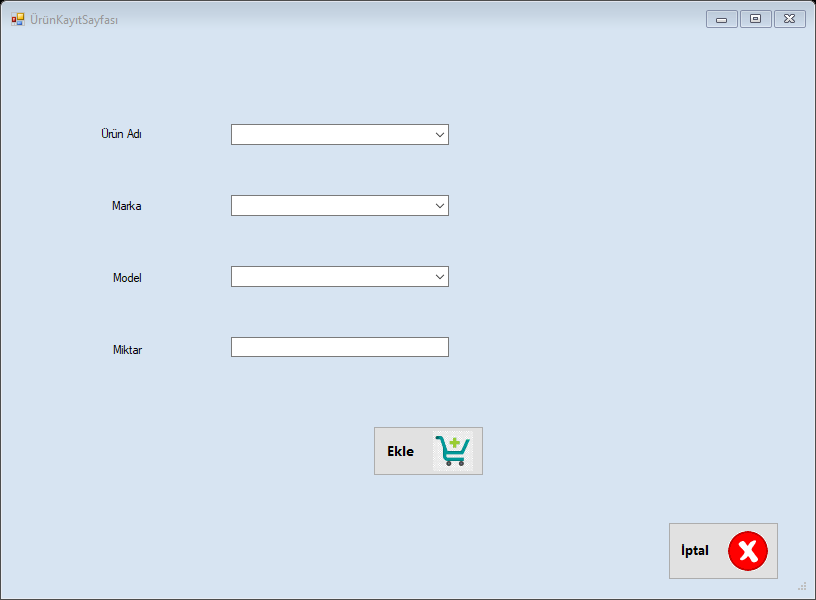 ÜrünKayıtSayfası
Ürün Adı
Marka
Model
Miktar
Ekle
İptal